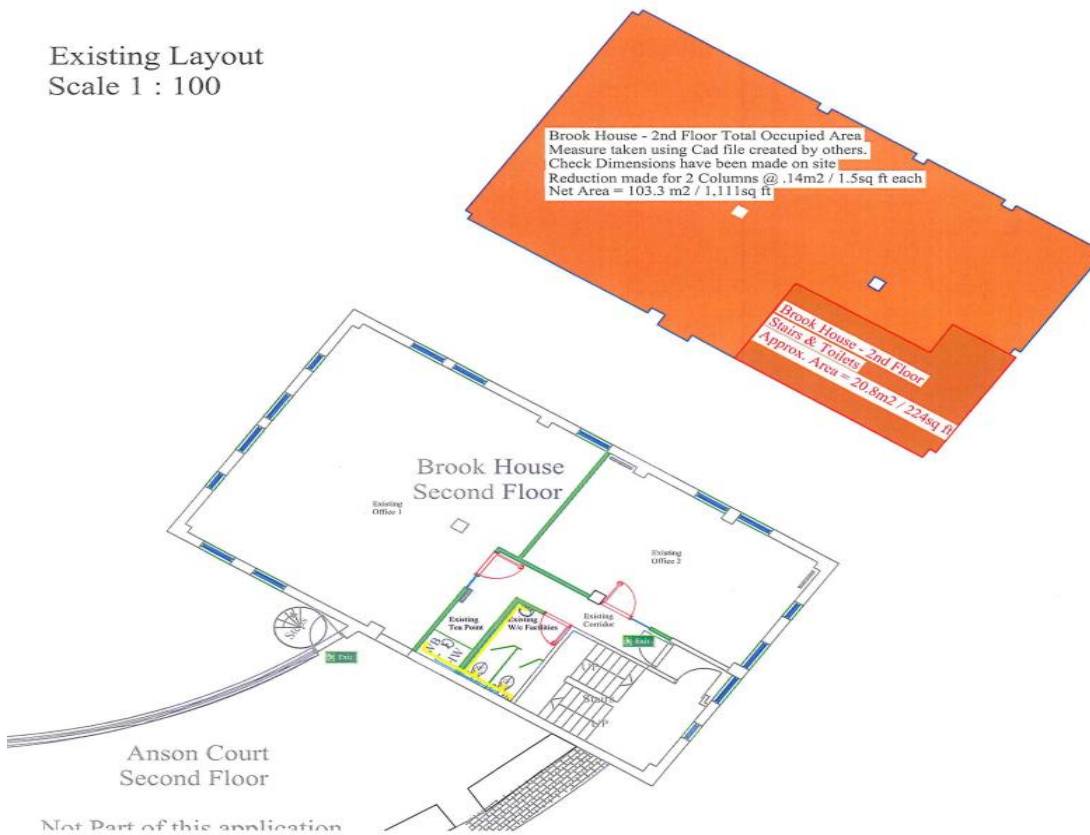 Existing Layout
Scale 1 : 100
Brook House - 2nd Floor Total Occupied Area
Measure taken using Cad file created by others.
Check Dimensions have been made on site
Reduction made for 2 Columns @ .14m2 / 1.5sq ft each
Net Area = 103.3 m2 / 1,111sq ft
Brook House - 2nd Floor
Stairs & Toilets
Approx. Area = 20.8m2 / 224sq ft
Brook House
Second Floor
Existing
Office 1
Existing
Office 2
Existing
Tea Point
Existing
W/c Facilities
Existing
Corridor
Exit
Stairs
Exit
Stairs
UP
Anson Court
Second Floor
Not Part of this application